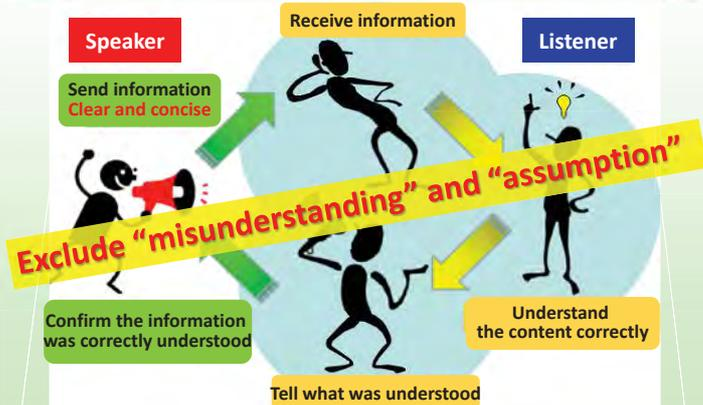 Receive information
Speaker
Listener
Send information
Clear and concise
Exclude “misunderstanding” and “assumption”
Confirm the information
was correctly understood
Understand
the content correctly
Tell what was understood